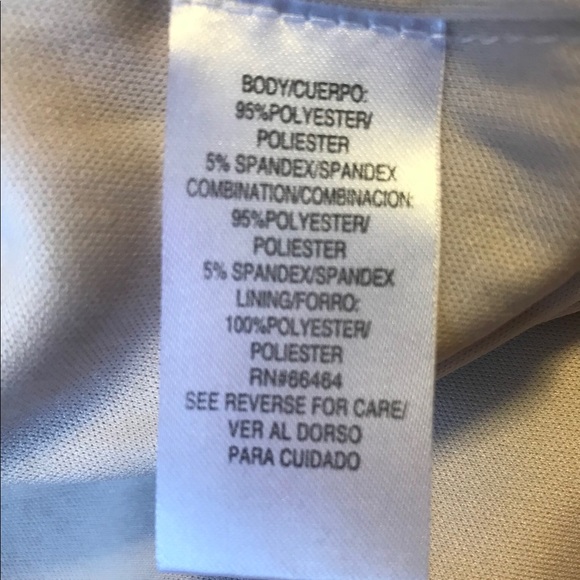 BODY/CUERPO:
95%POLYESTER/
POLIESTER
5% SPANDEX/SPANDEX
COMBINATION/COMBINACION:
95%POLYESTER/
POLIESTER
5% SPANDEX/SPANDEX
LINING/FORRO:
100%POLYESTER/
POLIESTER
RN#66464
SEE REVERSE FOR CARE/
VER AL DORSO
PARA CUIDADO